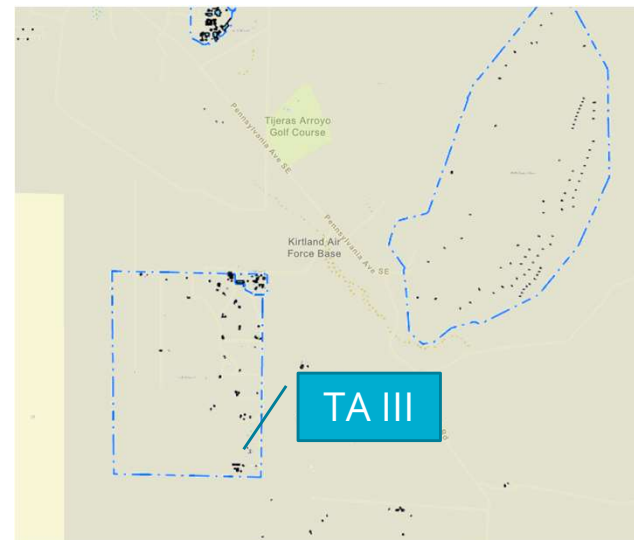 Tijeras Arroyo
Golf Course
Pennsylvania Ave SE
Kirtland Air
Force Base
Pennsylvania Ave SE
TA III